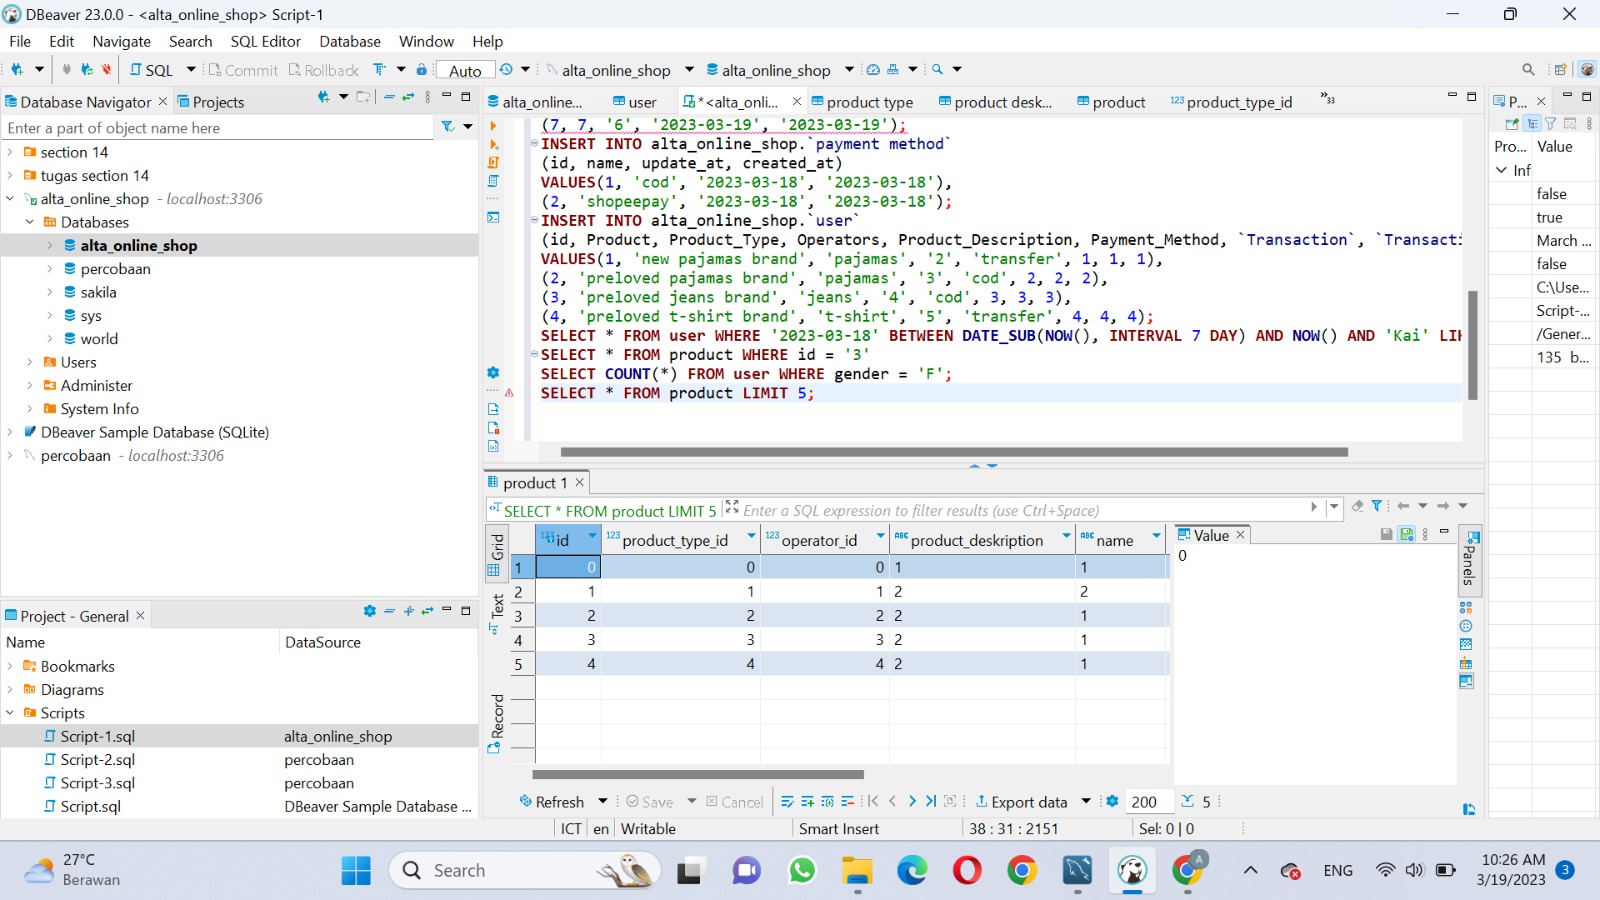 DBeaver 23.0.0 - <alta_online_shop> Script-1
File Edit Navigate Search SQL Editor Database Window Help
SQL Commit Rollback Auto alta_online_shop alta_online_shop
Database Navigator Projects
Enter a part of object name here
section 14
tugas section 14
alta_online_shop - localhost:3306
Databases
alta_online_shop
percobaan
sakila
sys
world
Users
Administer
System Info
DBeaver Sample Database (SQLite)
percobaan - localhost:3306
Project - General
Name DataSource
Bookmarks
Diagrams
Scripts
Script-1.sql alta_online_shop
Script-2.sql percobaan
Script-3.sql percobaan
Script.sql DBeaver Sample Database ...
alta_online... user *<alta_onli... product type product desk... product 123 product_type_id »33
(7, 7, '6', '2023-03-19', '2023-03-19');
INSERT INTO alta_online_shop.`payment method`
(id, name, update_at, created_at)
VALUES(1, 'cod', '2023-03-18', '2023-03-18'),
(2, 'shopeepay', '2023-03-18', '2023-03-18');
INSERT INTO alta_online_shop.`user`
(id, Product, Product_Type, Operators, Product_Description, Payment_Method, `Transaction`, `Transacti
VALUES(1, 'new pajamas brand', 'pajamas', '2', 'transfer', 1, 1, 1),
(2, 'preloved pajamas brand', 'pajamas', '3', 'cod', 2, 2, 2),
(3, 'preloved jeans brand', 'jeans', '4', 'cod', 3, 3, 3),
(4, 'preloved t-shirt brand', 't-shirt', '5', 'transfer', 4, 4, 4);
SELECT * FROM user WHERE '2023-03-18' BETWEEN DATE_SUB(NOW(), INTERVAL 7 DAY) AND NOW() AND 'Kai' LI
SELECT * FROM product WHERE id = '3'
SELECT COUNT(*) FROM user WHERE gender = 'F';
SELECT * FROM product LIMIT 5;
product 1
SELECT * FROM product LIMIT 5 Enter a SQL expression to filter results (use Ctrl+Space)
Grid
Text
Record
123 id 123 product_type_id 123 operator_id ABC product_deskription ABC name
1 0 0 0 1 1
2 1 1 1 2 2
3 2 2 2 2 1
4 3 3 3 2 1
5 4 4 4 2 1
Value
0
Panels
Refresh Save Cancel Export data 200 5
ICT en Writable Smart Insert 38 : 31 : 2151 Sel: 0 | 0
P...
Pro... Value
Inf
false
true
March ...
false
C:\Use...
Script-...
/Gener...
135 b...
27°C
Berawan
Search
A
ENG
10:26 AM
3/19/2023
3